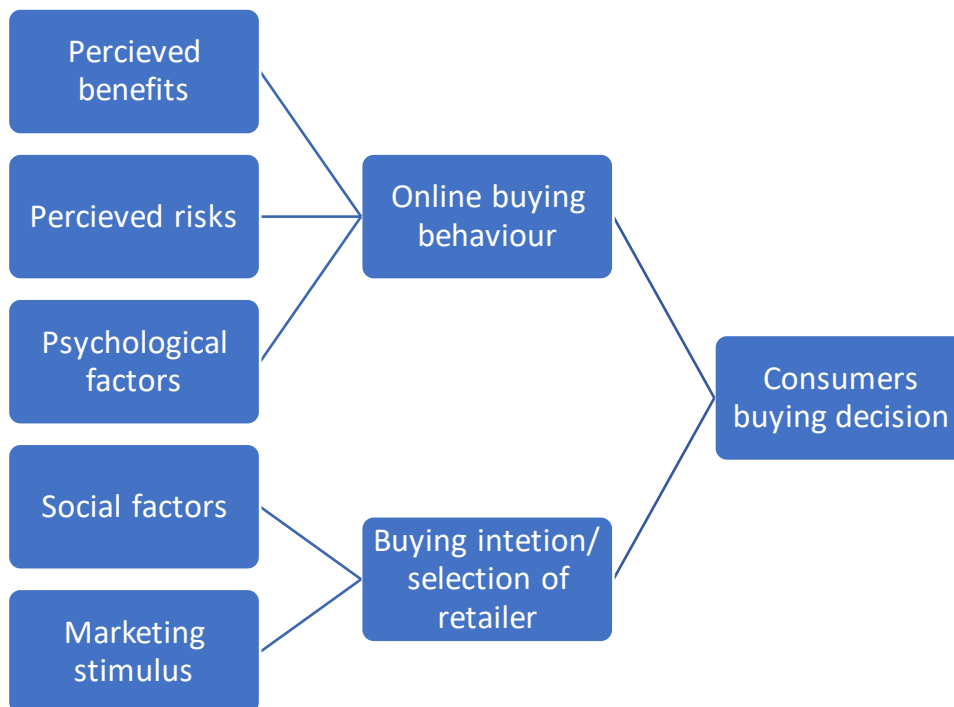 Percieved
benefits
Percieved risks
Psychological
factors
Social factors
Marketing
stimulus
Online buying
behaviour
Buying intetion/
selection of
retailer
Consumers
buying decision